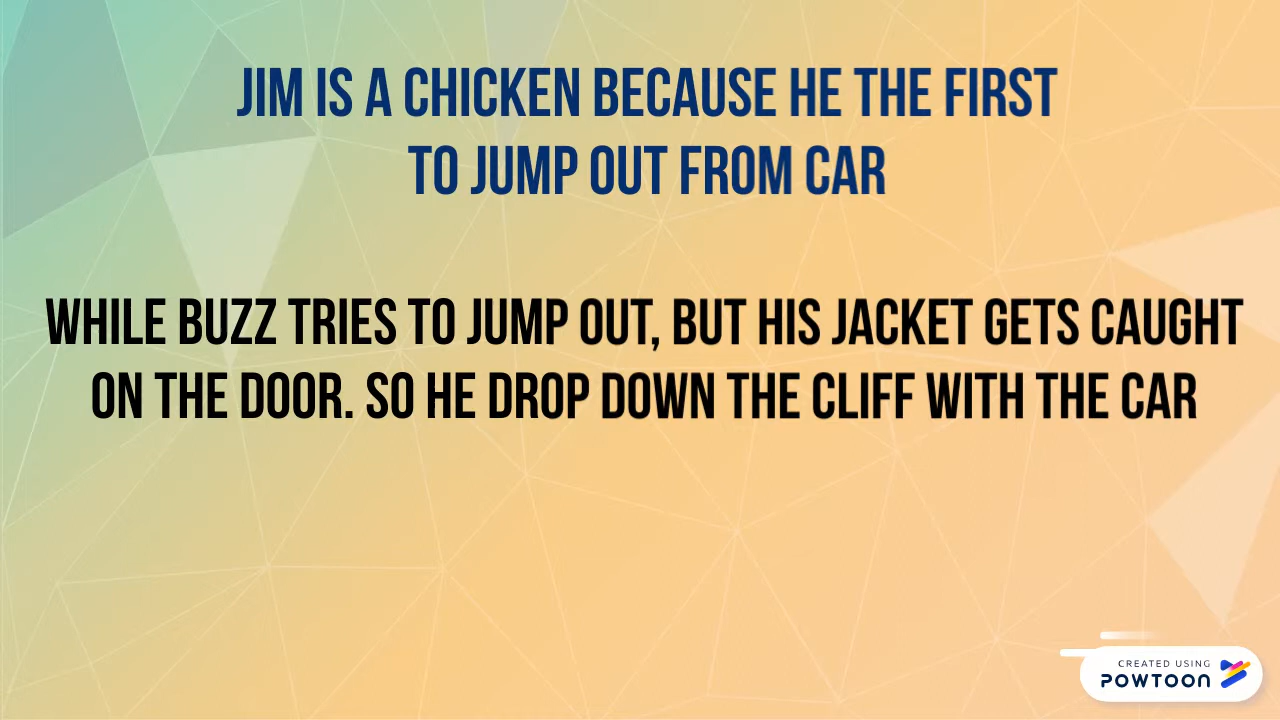 JIM IS A CHICKEN BECAUSE HE THE FIRST
TO JUMP OUT FROM CAR
WHILE BUZZ TRIES TO JUMP OUT, BUT HIS JACKET GETS CAUGHT
ON THE DOOR. SO HE DROP DOWN THE CLIFF WITH THE CAR
CREATED USING
POWTOON